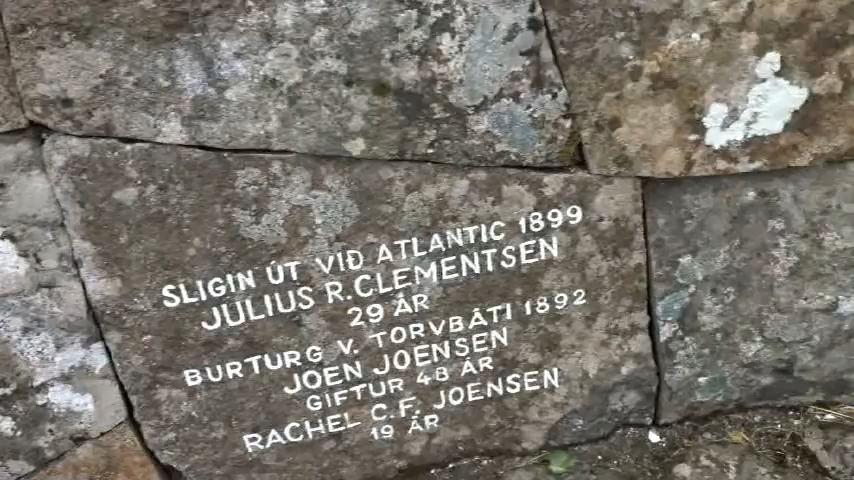 SLIGIN ÚT VIÐ ATLANTIC 1899
JULIUS R. CLEMENTSEN
29 ÁR
BURTURG V. TORVBÁTI 1892
JOEN JOENSEN
GIFTUR 48 ÁR
RACHEL C.F. JOENSEN
19 ÁR